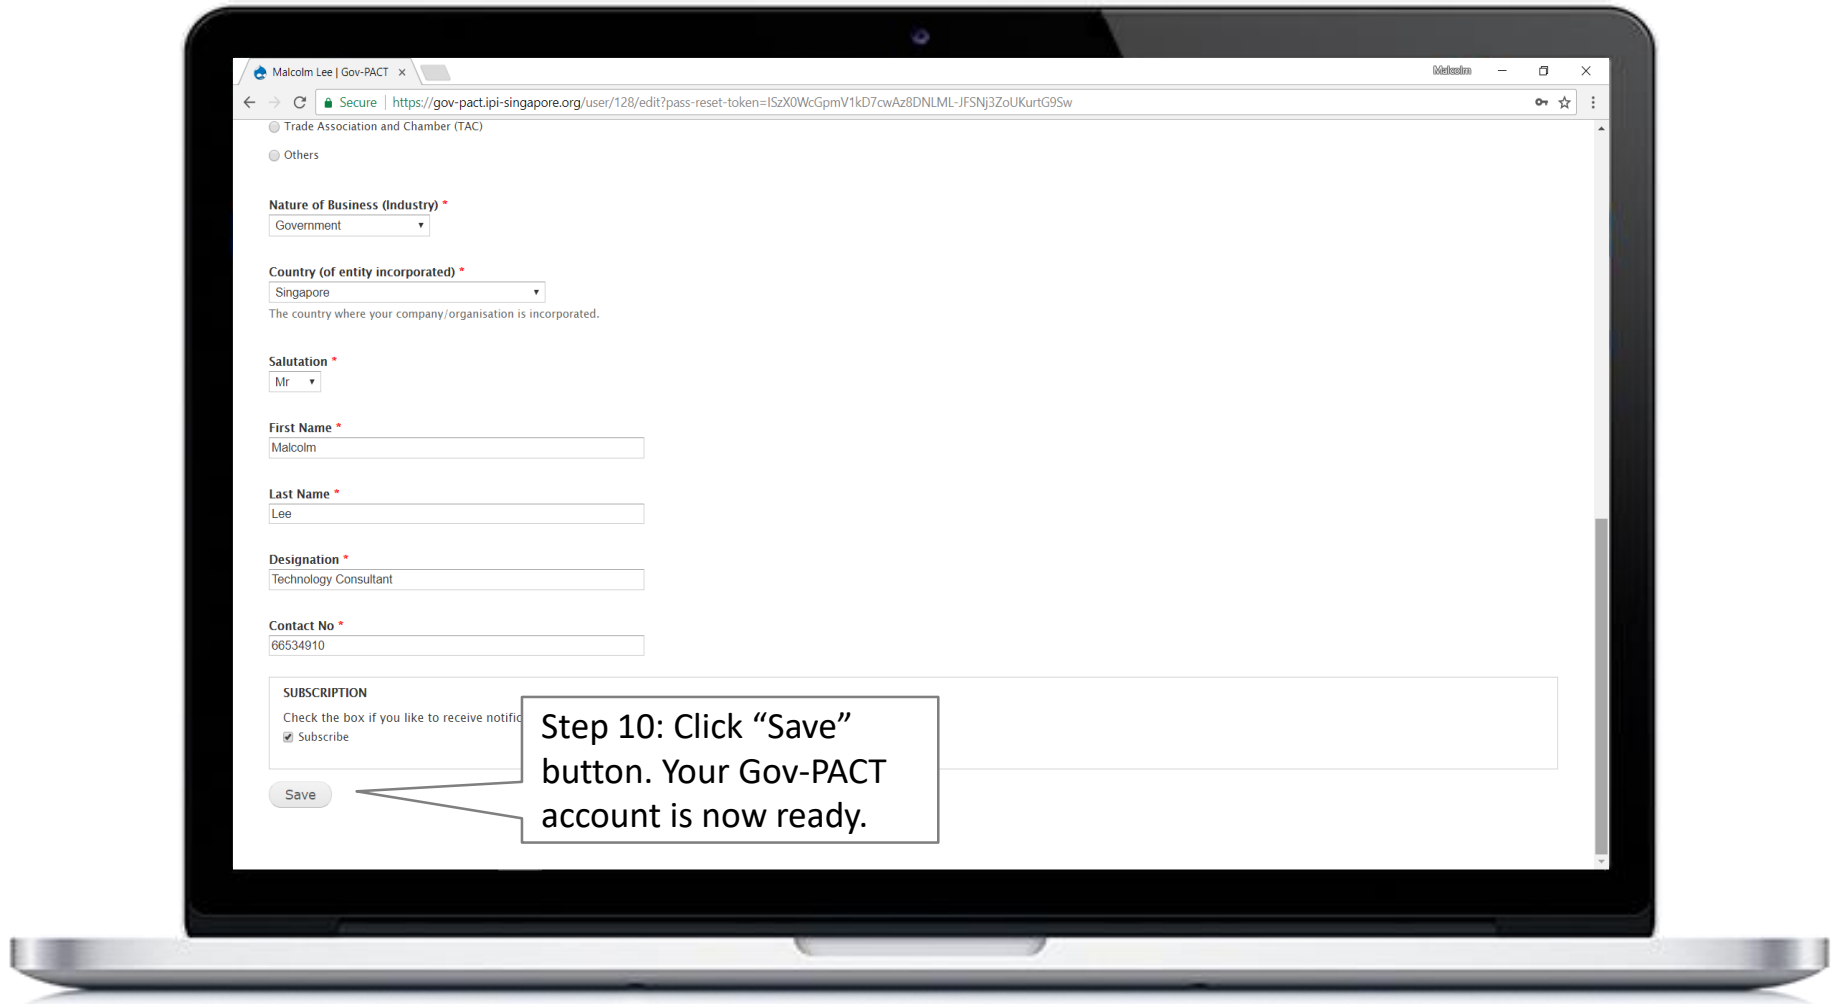 Malcolm Lee | Gov-PACT
Malcolm
Secure | https://gov-pact.ipi-singapore.org/user/128/edit?pass-reset-token=ISzX0WcGpmV1kD7cwAz8DNLML-JFSNj3ZoUKurtG9Sw
Trade Association and Chamber (TAC)
Others
Nature of Business (Industry) *
Government
Country (of entity incorporated) *
Singapore
The country where your company/organisation is incorporated.
Salutation *
Mr
First Name *
Malcolm
Last Name *
Lee
Designation *
Technology Consultant
Contact No *
66534910
SUBSCRIPTION
Check the box if you like to receive
Subscribe
Save
Step 10: Click “Save”
button. Your Gov-PACT
account is now ready.